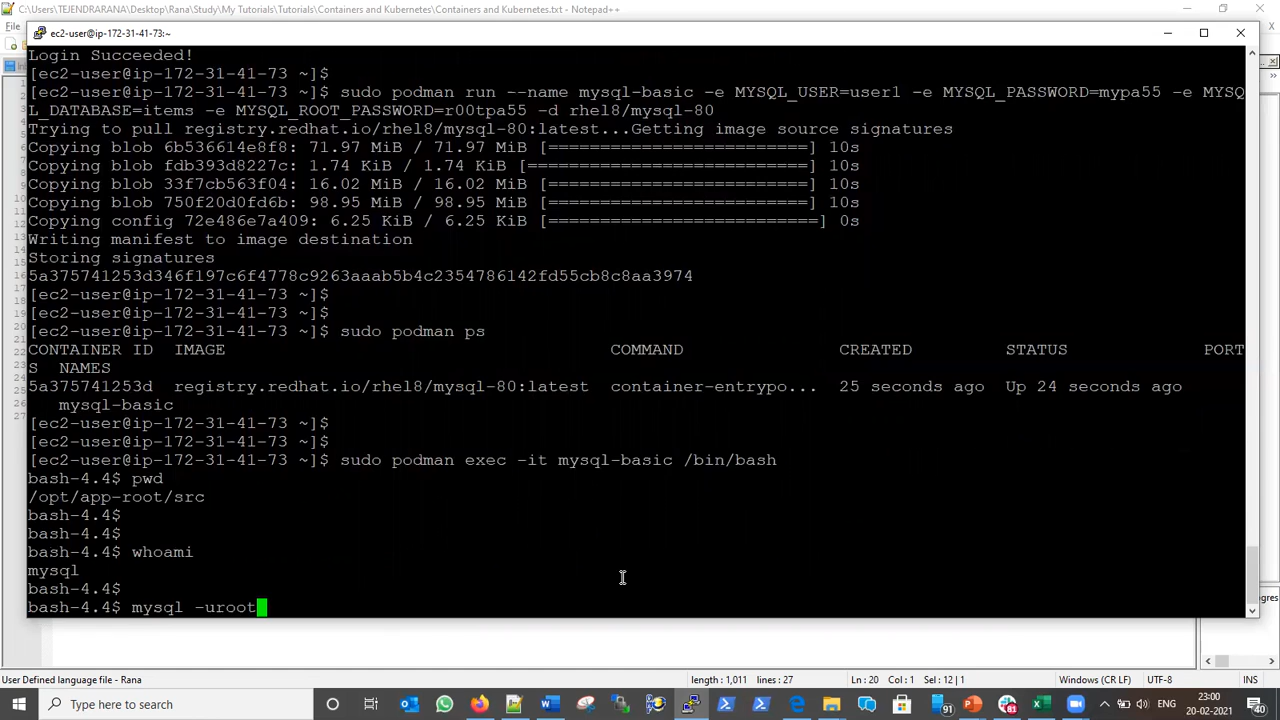 C:\Users\TEJENDRARANA\Desktop\Rana\Study\My Tutorials\Tutorials\Containers and Kubernetes\Containers and Kubernetes.txt - Notepad++
File
ec2-user@ip-172-31-41-73:~
Login Succeeded!
[ec2-user@ip-172-31-41-73 ~]$
[ec2-user@ip-172-31-41-73 ~]$ sudo podman run --name mysql-basic -e MYSQL_USER=user1 -e MYSQL_PASSWORD=mypa55 -e MYSQ
L_DATABASE=items -e MYSQL_ROOT_PASSWORD=r00tpa55 -d rhel8/mysql-80
Trying to pull registry.redhat.io/rhel8/mysql-80:latest...Getting image source signatures
Copying blob 6b536614e8f8: 71.97 MiB / 71.97 MiB [==========================] 10s
Copying blob fdb393d8227c: 1.74 KiB / 1.74 KiB [============================] 10s
Copying blob 33f7cb563f04: 16.02 MiB / 16.02 MiB [==========================] 10s
Copying blob 750f20d0fd6b: 98.95 MiB / 98.95 MiB [==========================] 10s
Copying config 72e486e7a409: 6.25 KiB / 6.25 KiB [===========================] 0s
Writing manifest to image destination
Storing signatures
5a375741253d346f197c6f4778c9263aaab5b4c2354786142fd55cb8c8aa3974
[ec2-user@ip-172-31-41-73 ~]$
[ec2-user@ip-172-31-41-73 ~]$
[ec2-user@ip-172-31-41-73 ~]$ sudo podman ps
CONTAINER ID  IMAGE  COMMAND  CREATED  STATUS  PORT
S  NAMES
5a375741253d  registry.redhat.io/rhel8/mysql-80:latest  container-entrypo...  25 seconds ago  Up 24 seconds ago
mysql-basic
[ec2-user@ip-172-31-41-73 ~]$
[ec2-user@ip-172-31-41-73 ~]$
[ec2-user@ip-172-31-41-73 ~]$ sudo podman exec -it mysql-basic /bin/bash
bash-4.4$ pwd
/opt/app-root/src
bash-4.4$
bash-4.4$
bash-4.4$ whoami
mysql
bash-4.4$
bash-4.4$ mysql -uroot
User Defined language file - Rana  length : 1,011  lines : 27  Ln : 20  Col : 1  Sel : 12 | 1  Windows (CR LF)  UTF-8  INS
Type here to search  ENG  23:00
20-02-2021